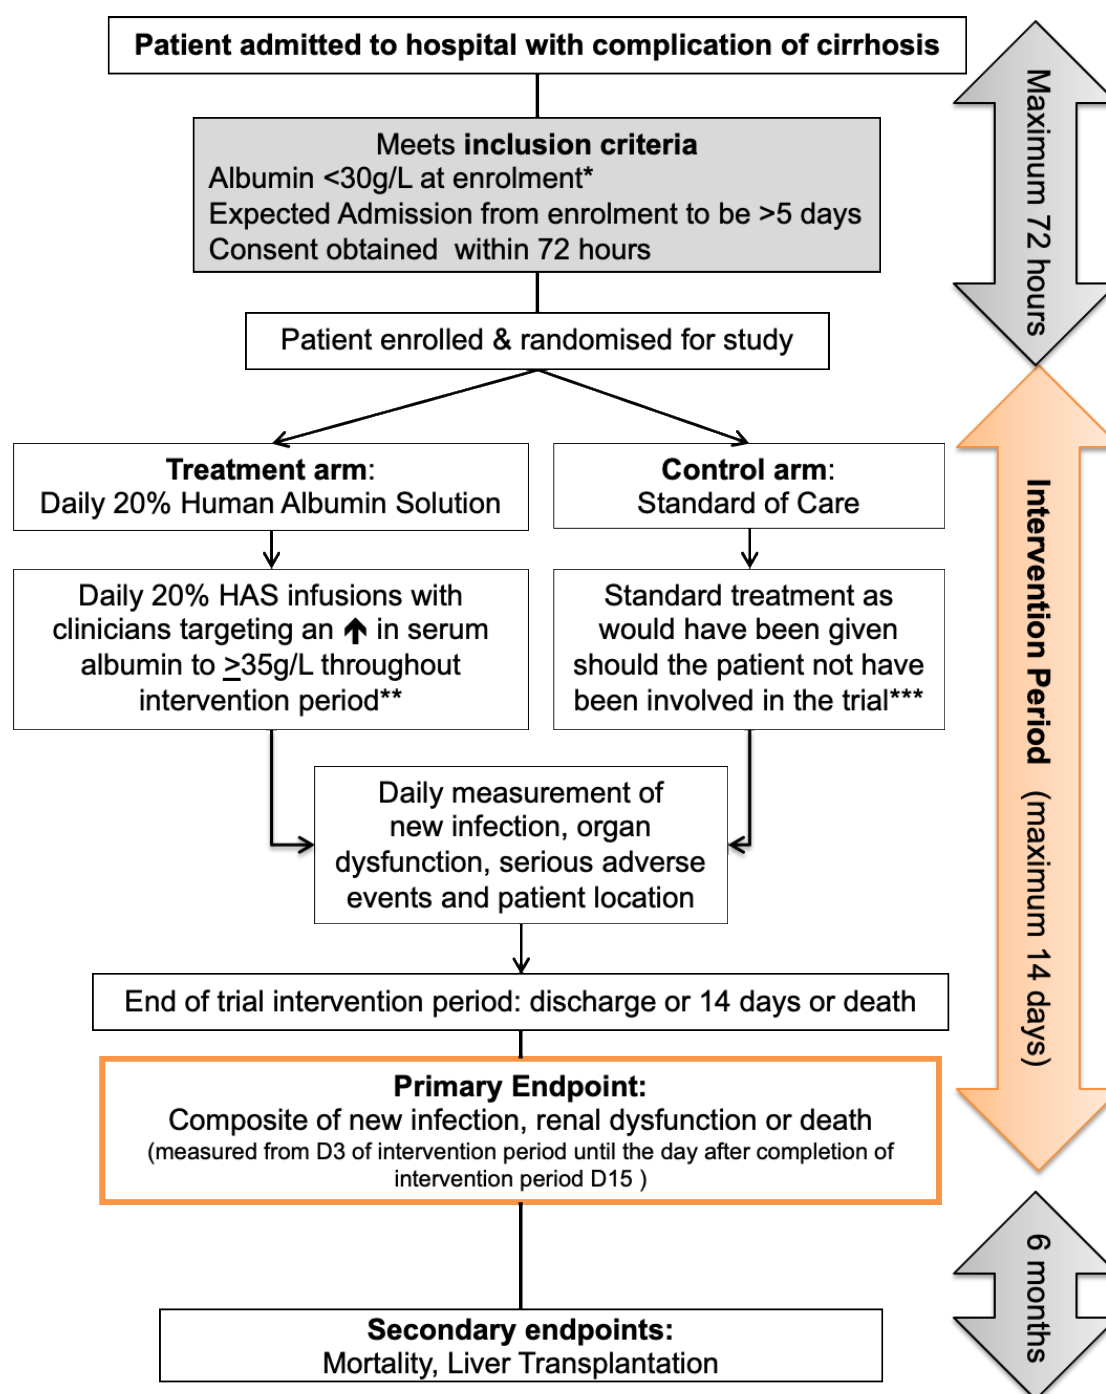 Patient admitted to hospital with complication of cirrhosis
Meets inclusion criteria
Albumin <30g/L at enrolment*
Expected Admission from enrolment to be >5 days
Consent obtained  within 72 hours
Maximum 72 hours
Patient enrolled & randomised for study
Treatment arm:
Daily 20% Human Albumin Solution
Control arm:
Standard of Care
Daily 20% HAS infusions with
clinicians targeting an ↑ in serum
albumin to ≥35g/L throughout
intervention period**
Standard treatment as
would have been given
should the patient not have
been involved in the trial***
Intervention Period  (maximum 14 days)
Daily measurement of
new infection, organ
dysfunction, serious adverse
events and patient location
End of trial intervention period: discharge or 14 days or death
Primary Endpoint:
Composite of new infection, renal dysfunction or death
(measured from D3 of intervention period until the day after completion of
intervention period D15 )
6 months
Secondary endpoints:
Mortality, Liver Transplantation